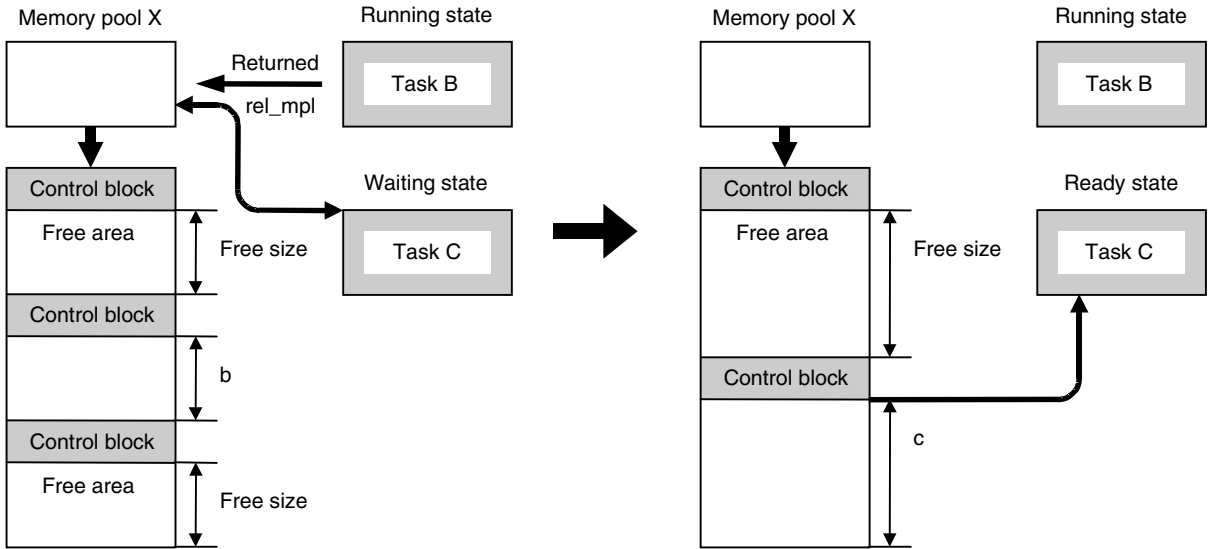 Memory pool X
Running state
Returned
Task B
rel_mpl
Control block
Waiting state
Free area
Free size
Task C
Control block
b
Control block
Free area
Free size
Memory pool X
Running state
Task B
Control block
Ready state
Free area
Free size
Task C
Control block
c